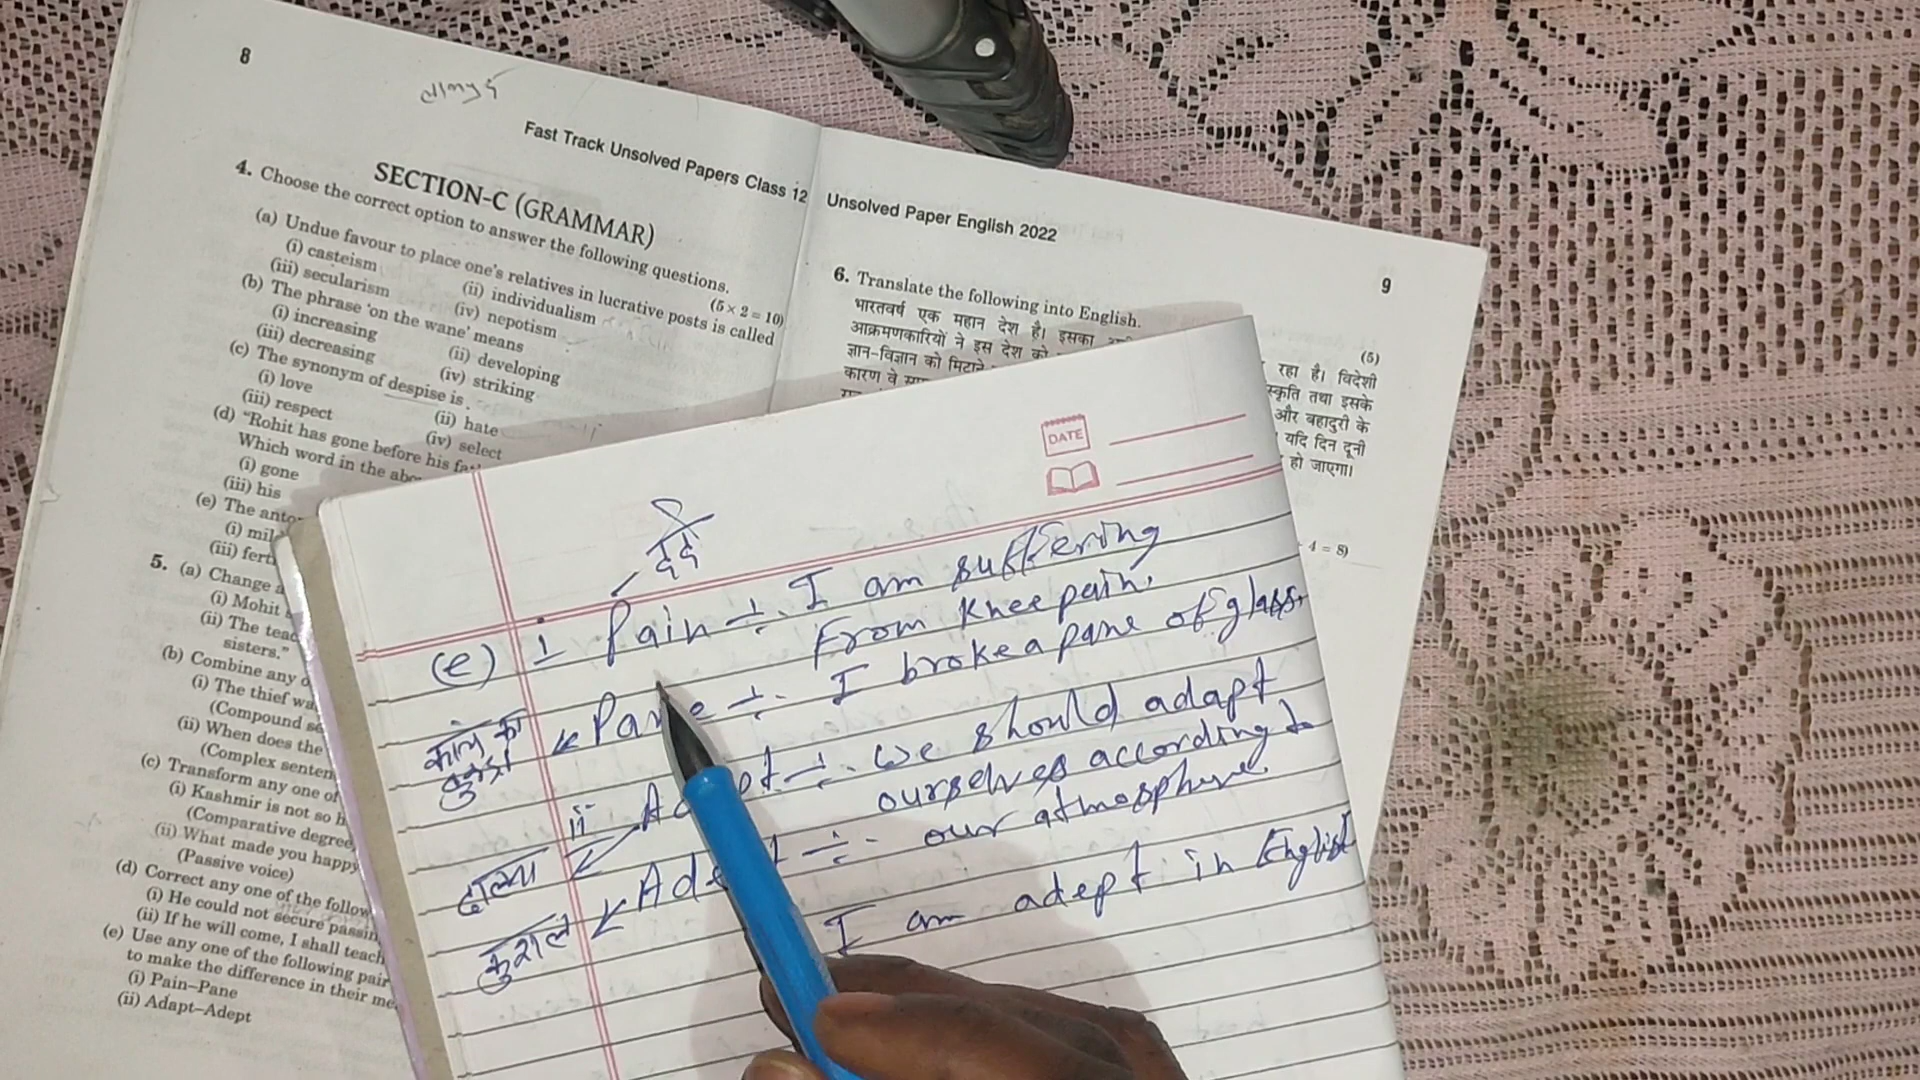 8
Fast Track Unsolved Papers Class 12
SECTION-C (GRAMMAR)
4. Choose the correct option to answer the following questions.
(5 × 2 = 10)
(a) Undue favour to place one's relatives in lucrative posts is called
(i) casteism
(ii) individualism
(iii) secularism
(iv) nepotism
(b) The phrase 'on the wane' means
(i) increasing
(ii) developing
(iii) decreasing
(iv) striking
(c) The synonym of despise is
(i) love
(ii) hate
(iii) respect
(iv) select
(d) "Rohit has gone before his
Which word in the
(i) gone
(iii) his
(e) The
(i)
(iii)
5. (a) Change
(i) Mohit
(ii) The
sisters."
(b) Combine any
(i) The thief
(Compound
(ii) When does the
(Complex
(c) Transform any one of
(i) Kashmir is not so
(Comparative degree
(ii) What made you happy
(Passive voice)
(d) Correct any one of the
(i) He could not secure
(ii) If he will come, I shall teach
(e) Use any one of the following
to make the difference in their
(i) Pain–Pane
(ii) Adapt–Adept
Unsolved Paper English 2022
9
6. Translate the following into English.
(5)
भारतवर्ष एक महान देश है। इसका
रहा है। विदेशी
आक्रमणकारियों ने इस देश को
तथा इसके
ज्ञान-विज्ञान को मिटाने
और बहादुरी के
कारण वे
यदि दिन दूनी
हो जाएगा।
4 = 8)
DATE
दर्द
(e) i Pain ÷ I am suffering
from knee pain.
Pane ÷ I broke a pane of glass.
ii ÷ we should adapt
ourselves according to
our atmosphere.
कुशल
I am adept in English